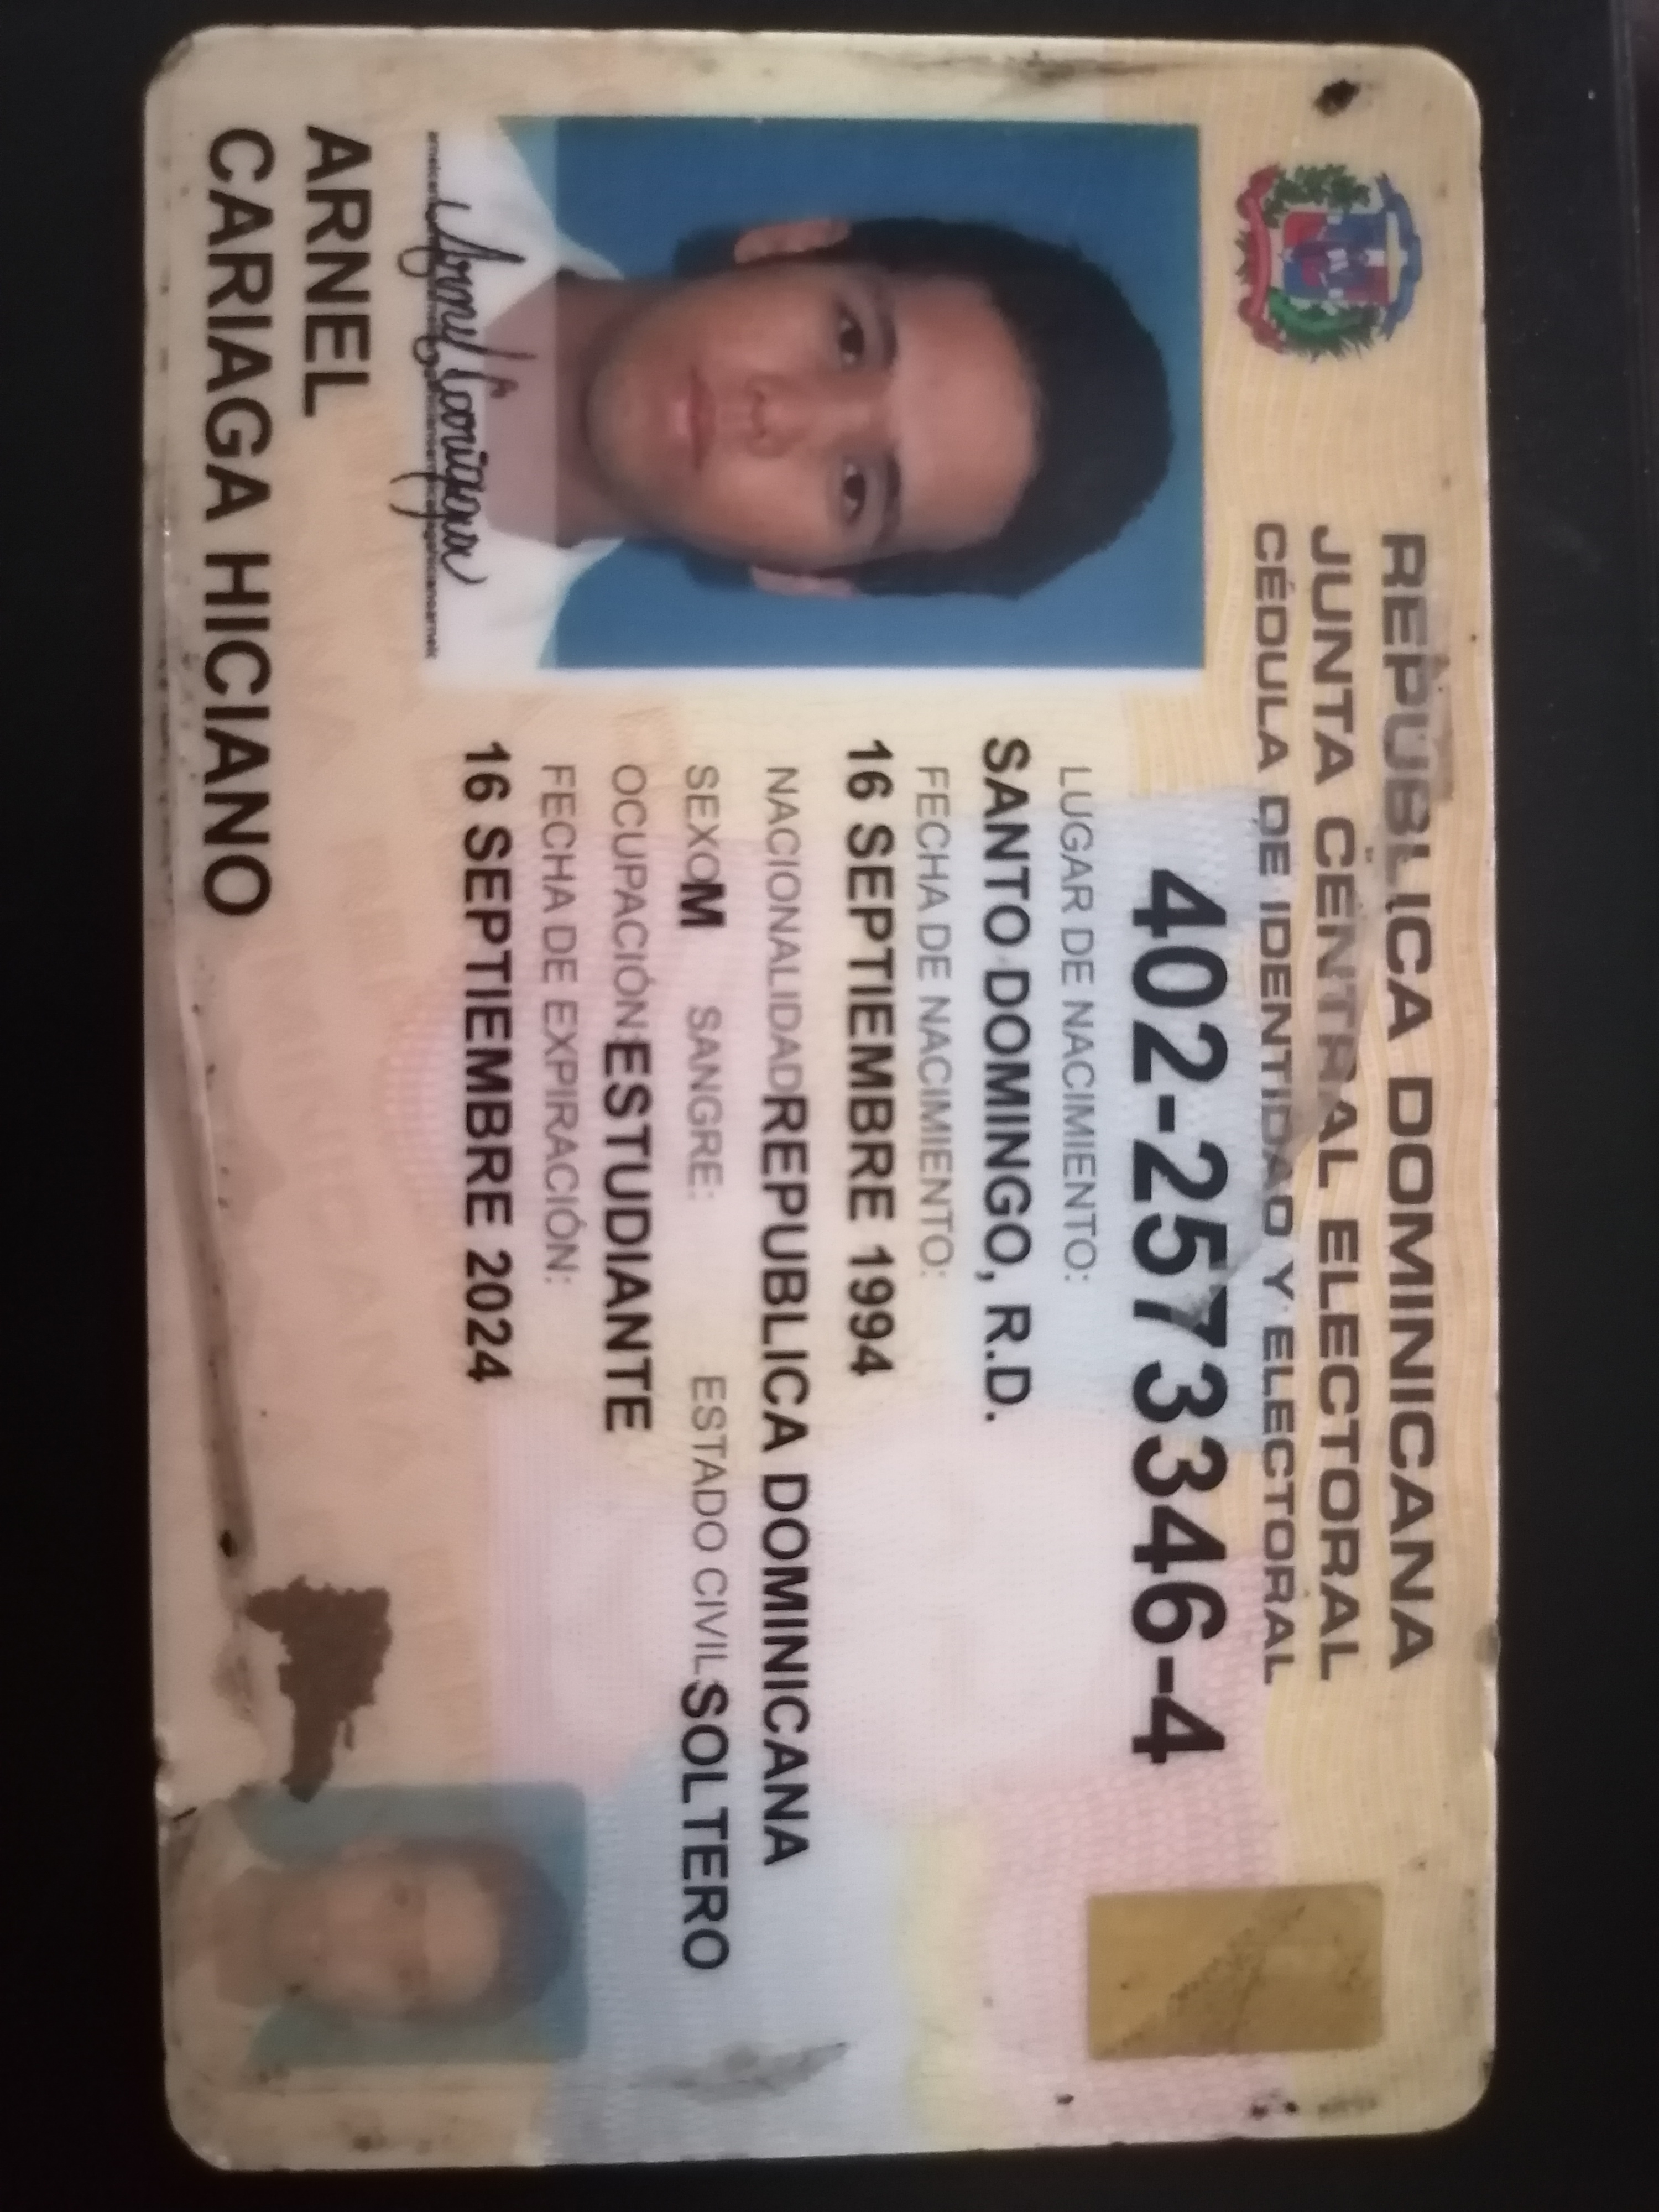 REPÚBLICA DOMINICANA
JUNTA CENTRAL ELECTORAL
CÉDULA DE IDENTIDAD Y ELECTORAL
402-2573346-4
LUGAR DE NACIMIENTO:
SANTO DOMINGO, R.D.
FECHA DE NACIMIENTO:
16 SEPTIEMBRE 1994
NACIONALIDAD REPUBLICA DOMINICANA
SEXO M SANGRE: ESTADO CIVIL SOLTERO
OCUPACIÓN: ESTUDIANTE
FECHA DE EXPIRACIÓN:
16 SEPTIEMBRE 2024
Arnel Cariaga
ARNEL
CARIAGA HICIANO